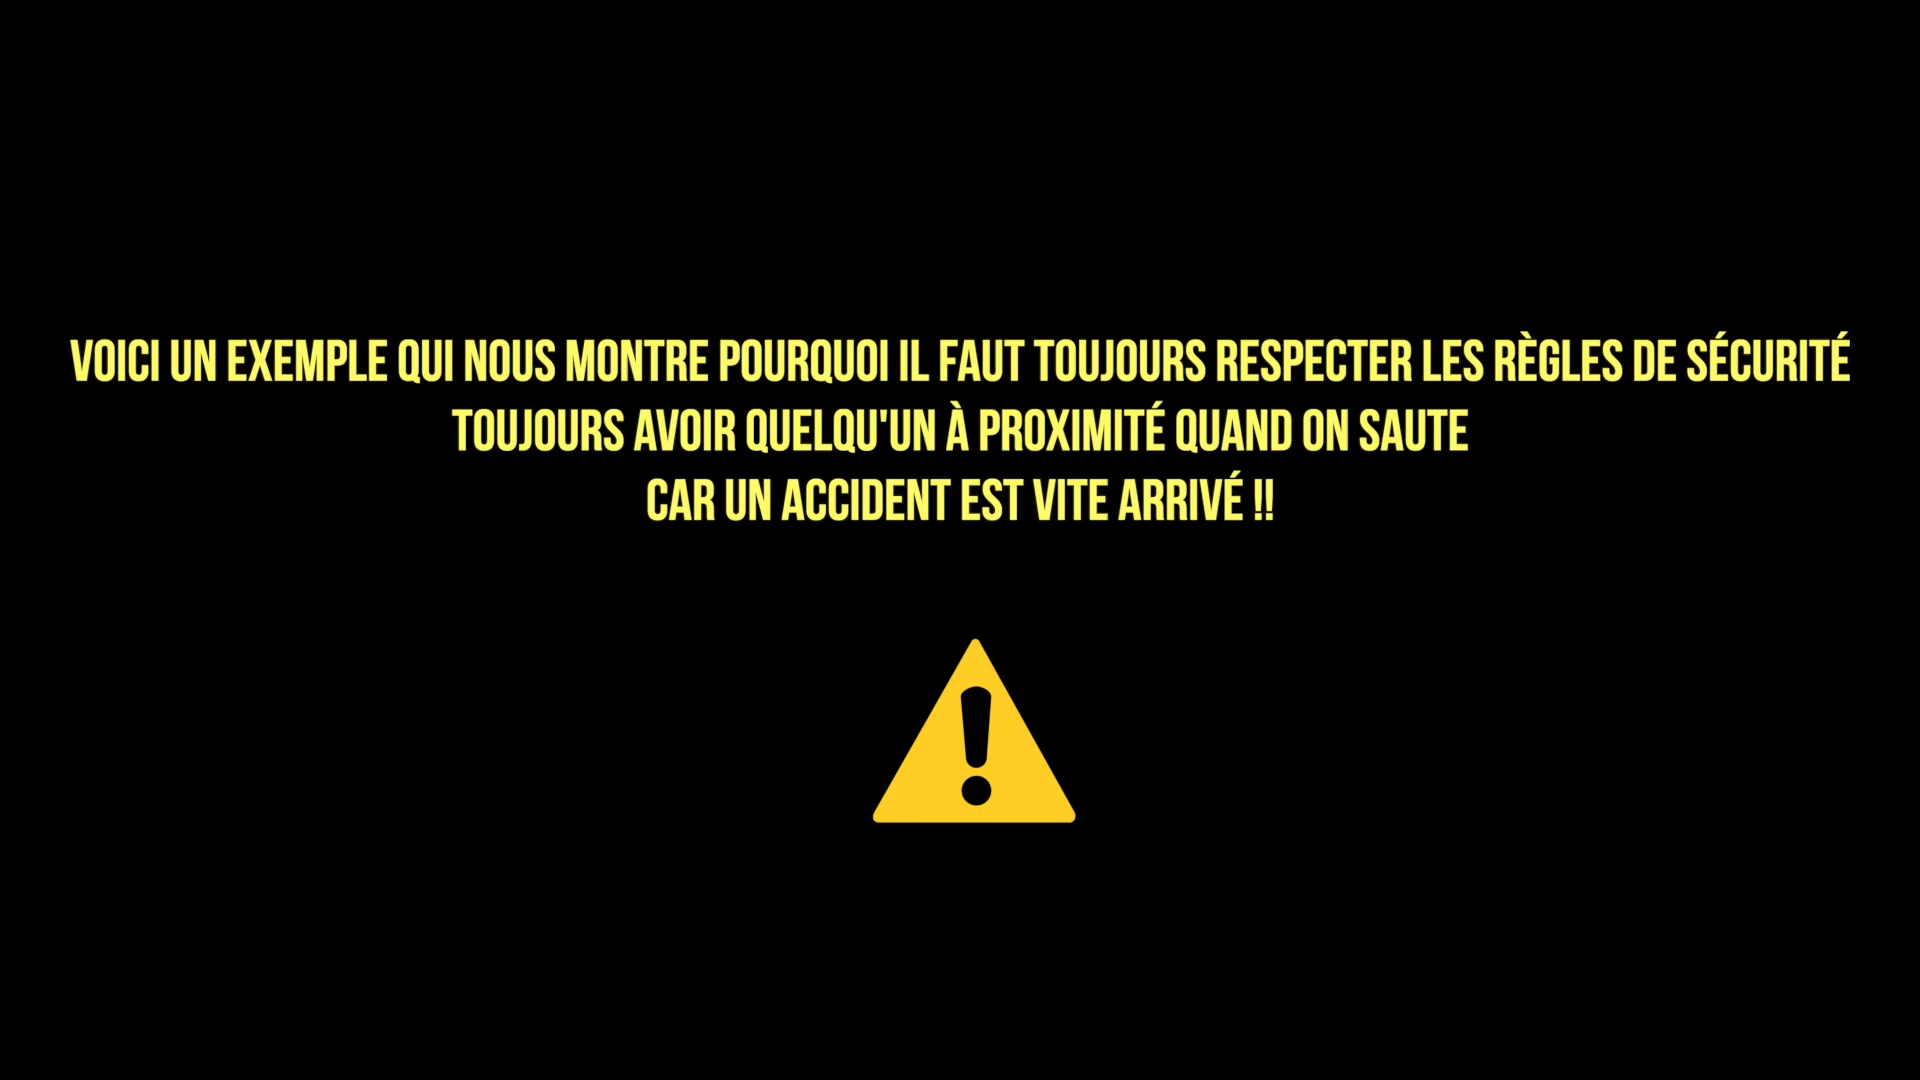 VOICI UN EXEMPLE QUI NOUS MONTRE POURQUOI IL FAUT TOUJOURS RESPECTER LES RÈGLES DE SÉCURITÉ
TOUJOURS AVOIR QUELQU'UN À PROXIMITÉ QUAND ON SAUTE
CAR UN ACCIDENT EST VITE ARRIVÉ !!